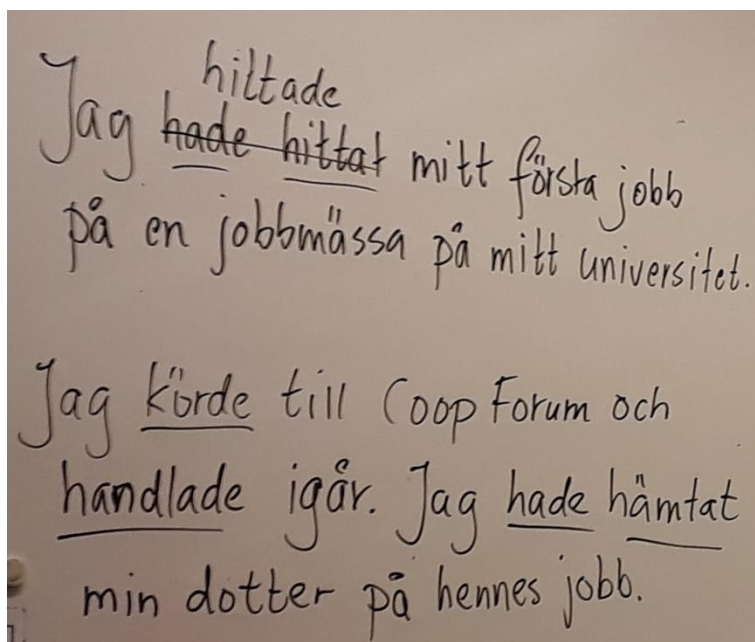 hittade
Jag hade hittat mitt första jobb
på en jobbmässa på mitt universitet.
Jag körde till Coop Forum och
handlade igår. Jag hade hämtat
min dotter på hennes jobb.